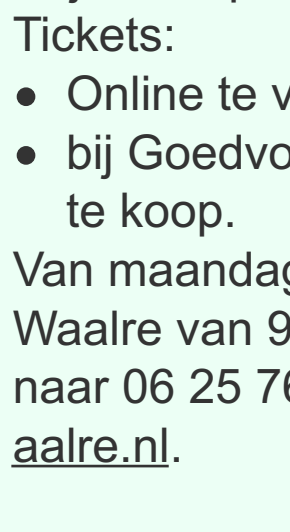 Tickets:
• Online te v
• bij Goedvo
te koop.
Van maandag
Waalre van 9
naar 06 25 76
aalre.nl.